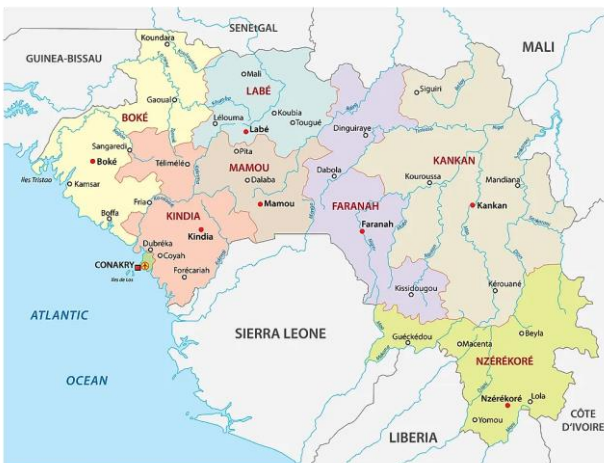 SENEGAL
Koundara
GUINEA-BISSAU
MALI
Mali
Siguiri
LABÉ
Gaoual
Koubia
BOKÉ
Lélouma
Tougué
Labé
Dinguiraye
Sangaredi
Pita
Boké
Télimélé
MAMOU
KANKAN
Dabola
Îles Tristao
Kamsar
Dalaba
Kouroussa
Mandiana
Fria
Mamou
FARANAH
Kankan
Boffa
KINDIA
Faranah
Kindia
Dubréka
Coyah
CONAKRY
Forécariah
Îles de Los
Kissidougou
Kérouané
ATLANTIC
SIERRA LEONE
Guéckédou
Macenta
Beyla
NZÉRÉKORÉ
OCEAN
Nzérékoré
Lola
CÔTE
D'IVOIRE
Yomou
LIBERIA